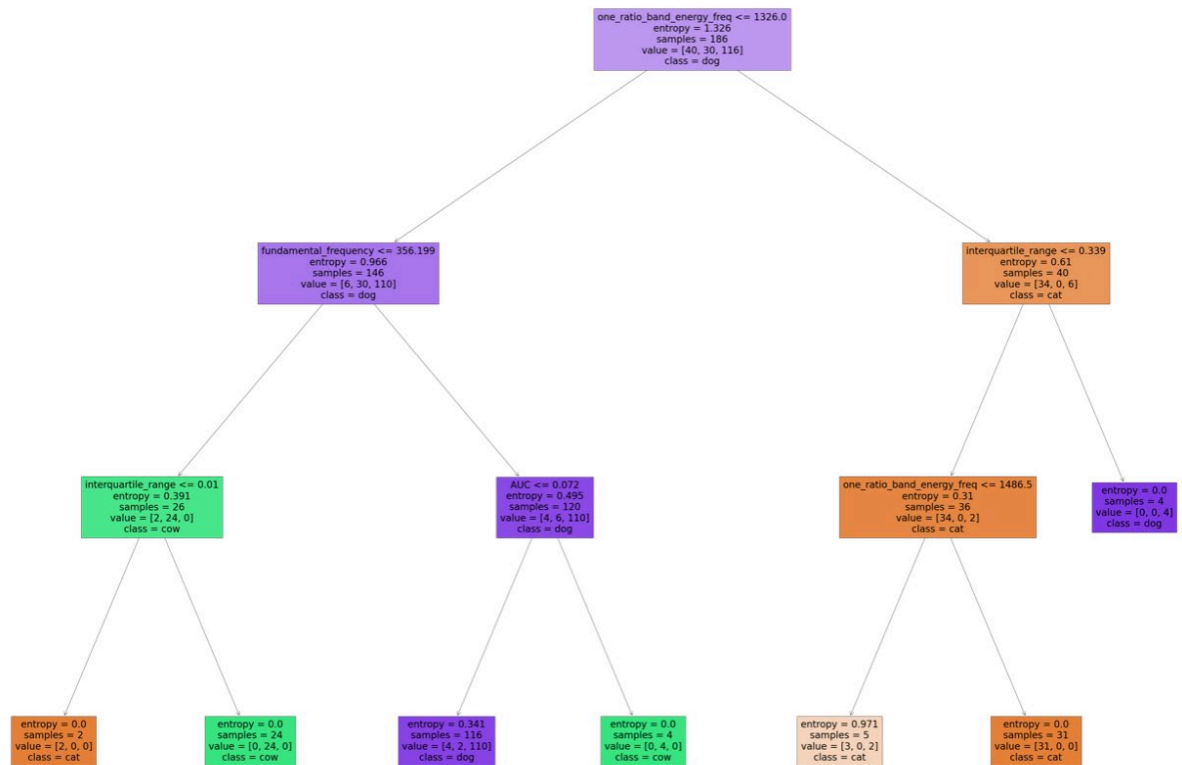 one_ratio_band_energy_freq <= 1326.0
entropy = 1.326
samples = 186
value = [40, 30, 116]
class = dog
fundamental_frequency <= 356.199
entropy = 0.966
samples = 146
value = [6, 30, 110]
class = dog
interquartile_range <= 0.339
entropy = 0.61
samples = 40
value = [34, 0, 6]
class = cat
interquartile_range <= 0.01
entropy = 0.391
samples = 26
value = [2, 24, 0]
class = cow
AUC <= 0.072
entropy = 0.495
samples = 120
value = [4, 6, 110]
class = dog
one_ratio_band_energy_freq <= 1486.5
entropy = 0.31
samples = 36
value = [34, 0, 2]
class = cat
entropy = 0.0
samples = 4
value = [0, 0, 4]
class = dog
entropy = 0.0
samples = 2
value = [2, 0, 0]
class = cat
entropy = 0.0
samples = 24
value = [0, 24, 0]
class = cow
entropy = 0.341
samples = 116
value = [4, 2, 110]
class = dog
entropy = 0.0
samples = 4
value = [0, 4, 0]
class = cow
entropy = 0.971
samples = 5
value = [3, 0, 2]
class = cat
entropy = 0.0
samples = 31
value = [31, 0, 0]
class = cat